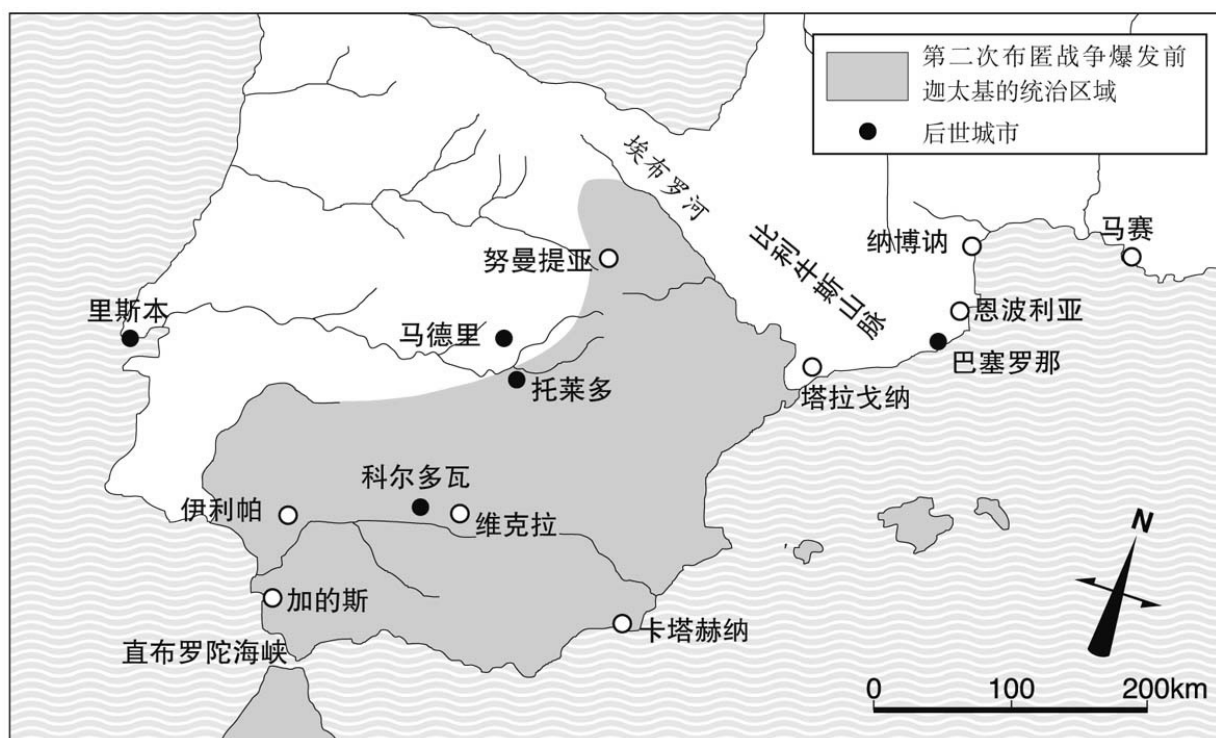 第二次布匿战争爆发前
迦太基的统治区域
后世城市
埃布罗河
比利牛斯山脉
纳博讷
马赛
努曼提亚
恩波利亚
里斯本
马德里
巴塞罗那
托莱多
塔拉戈纳
科尔多瓦
伊利帕
维克拉
N
加的斯
卡塔赫纳
直布罗陀海峡
0 100 200km